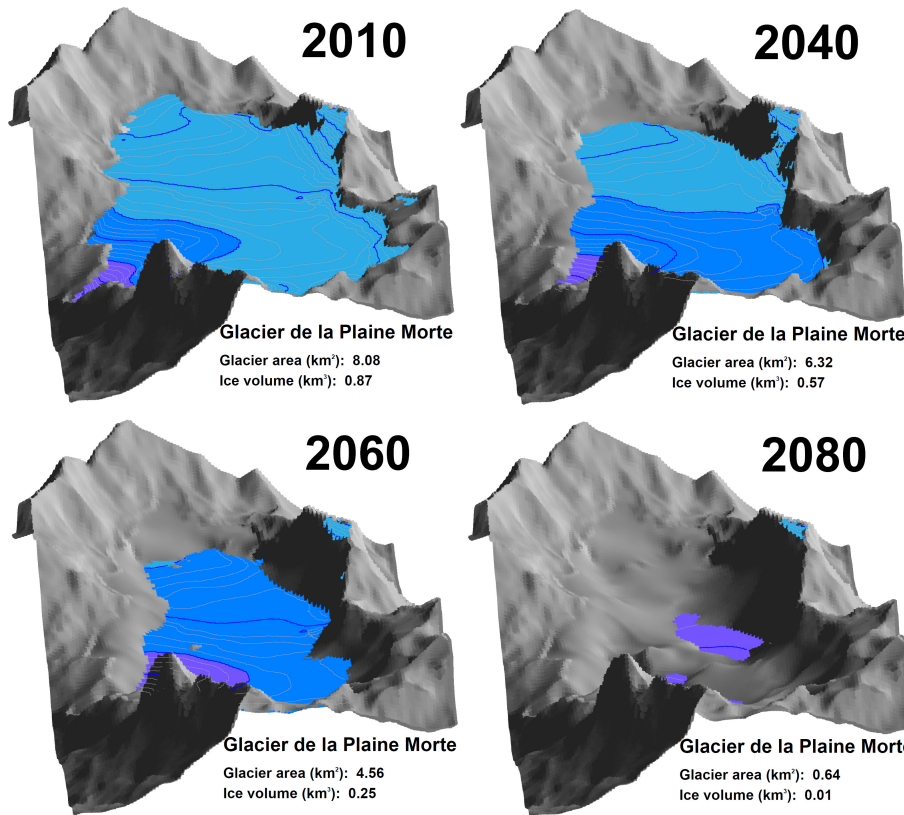 2010
Glacier de la Plaine Morte
Glacier area (km²): 8.08
Ice volume (km³): 0.87
2040
Glacier de la Plaine Morte
Glacier area (km²): 6.32
Ice volume (km³): 0.57
2060
Glacier de la Plaine Morte
Glacier area (km²): 4.56
Ice volume (km³): 0.25
2080
Glacier de la Plaine Morte
Glacier area (km²): 0.64
Ice volume (km³): 0.01